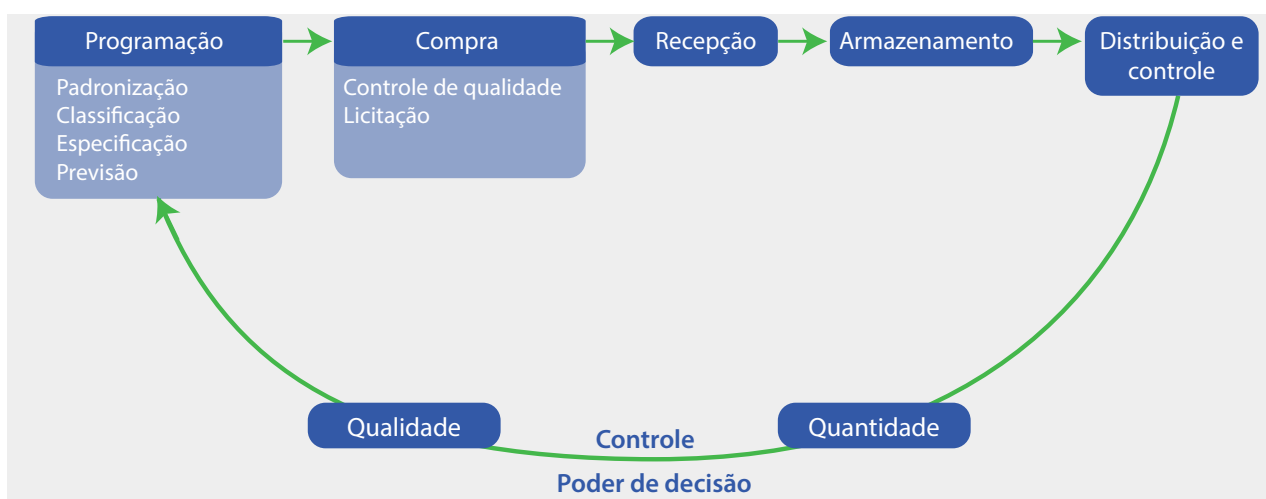 Programação
Padronização
Classificação
Especificação
Previsão
Compra
Controle de qualidade
Licitação
Recepção
Armazenamento
Distribuição e
controle
Qualidade
Controle
Quantidade
Poder de decisão